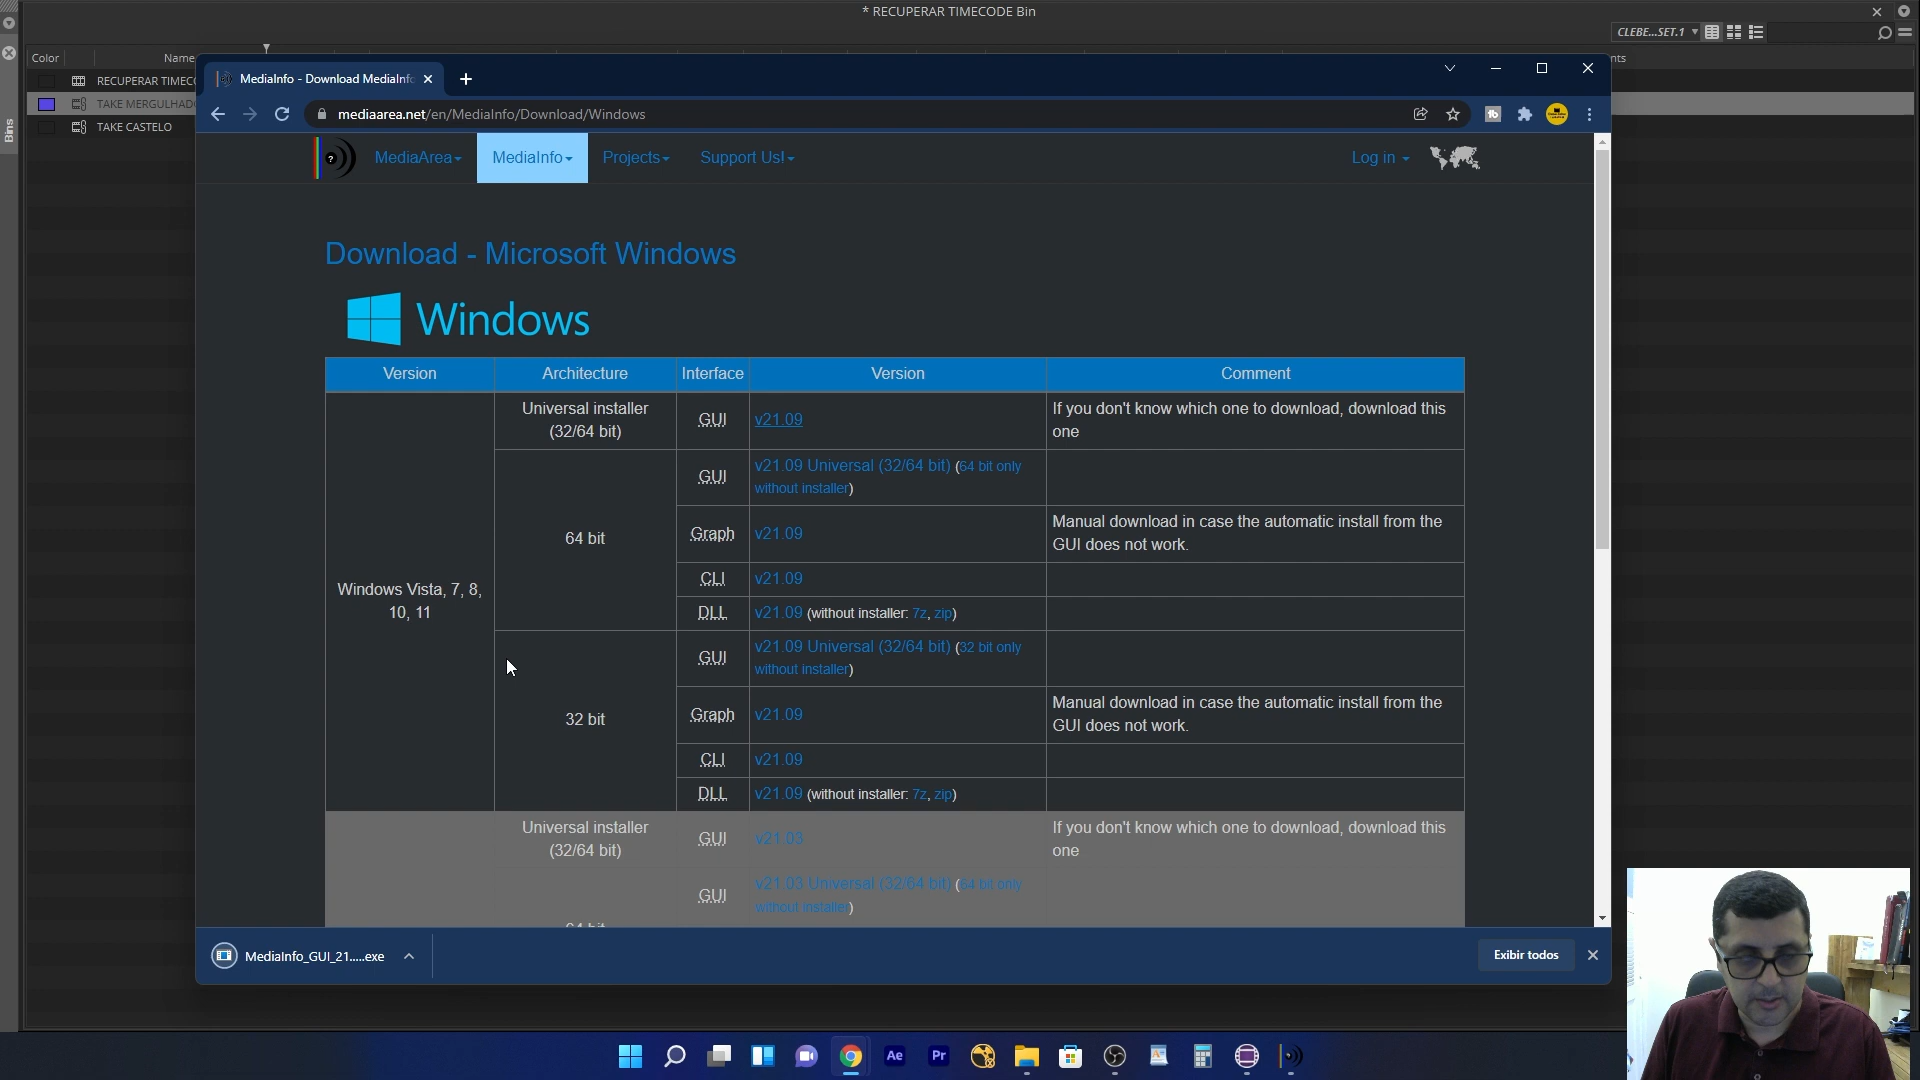 * RECUPERAR TIMECODE Bin
CLEBE...SET.1
Color
Name
nts
Bins
RECUPERAR TIMEC
TAKE MERGULHAD
TAKE CASTELO
MediaInfo - Download MediaInfo
mediaarea.net/en/MediaInfo/Download/Windows
MediaArea
MediaInfo
Projects
Support Us!
Log in
Download - Microsoft Windows
Windows
Version
Architecture
Interface
Version
Comment
Universal installer
(32/64 bit)
GUI
v21.09
If you don't know which one to download, download this
one
GUI
v21.09 Universal (32/64 bit) (64 bit only
without installer)
64 bit
Graph
v21.09
Manual download in case the automatic install from the
GUI does not work.
CLI
v21.09
DLL
v21.09 (without installer: 7z, zip)
Windows Vista, 7, 8,
10, 11
GUI
v21.09 Universal (32/64 bit) (32 bit only
without installer)
32 bit
Graph
v21.09
Manual download in case the automatic install from the
GUI does not work.
CLI
v21.09
DLL
v21.09 (without installer: 7z, zip)
Universal installer
(32/64 bit)
GUI
v21.03
If you don't know which one to download, download this
one
GUI
v21.03 Universal (32/64 bit) (64 bit only
without installer)
64 bit
MediaInfo_GUI_21.....exe
Exibir todos
Ae
Pr